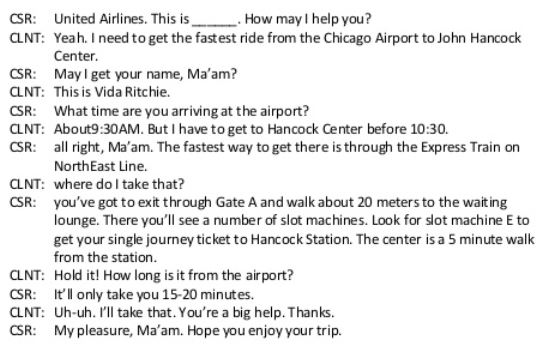 CSR: United Airlines. This is ______. How may I help you?
CLNT: Yeah. I need to get the fastest ride from the Chicago Airport to John Hancock
Center.
CSR: May I get your name, Ma’am?
CLNT: This is Vida Ritchie.
CSR: What time are you arriving at the airport?
CLNT: About9:30AM. But I have to get to Hancock Center before 10:30.
CSR: all right, Ma’am. The fastest way to get there is through the Express Train on
NorthEast Line.
CLNT: where do I take that?
CSR: you’ve got to exit through Gate A and walk about 20 meters to the waiting
lounge. There you’ll see a number of slot machines. Look for slot machine E to
get your single journey ticket to Hancock Station. The center is a 5 minute walk
from the station.
CLNT: Hold it! How long is it from the airport?
CSR: It’ll only take you 15-20 minutes.
CLNT: Uh-uh. I’ll take that. You’re a big help. Thanks.
CSR: My pleasure, Ma’am. Hope you enjoy your trip.